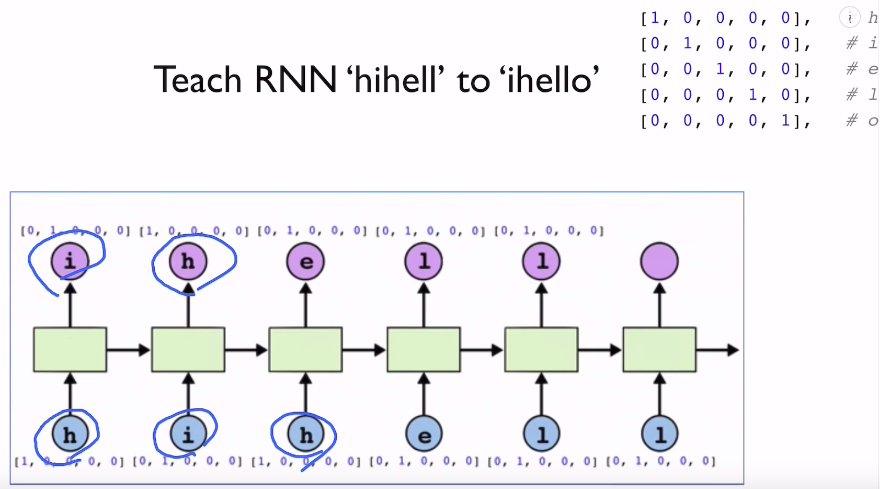 [1, 0, 0, 0, 0], # h
[0, 1, 0, 0, 0], # i
[0, 0, 1, 0, 0], # e
[0, 0, 0, 1, 0], # l
[0, 0, 0, 0, 1], # o
Teach RNN ‘hihell’ to ‘ihello’
[0, 1, 0, 0, 0] [1, 0, 0, 0, 0] [0, 1, 0, 0, 0] [0, 1, 0, 0, 0] [0, 1, 0, 0, 0]
i h e l l
h i h e l l
[1, 0, 0, 0, 0] [0, 1, 0, 0, 0] [1, 0, 0, 0, 0] [0, 1, 0, 0, 0] [0, 1, 0, 0, 0] [0, 1, 0, 0, 0]